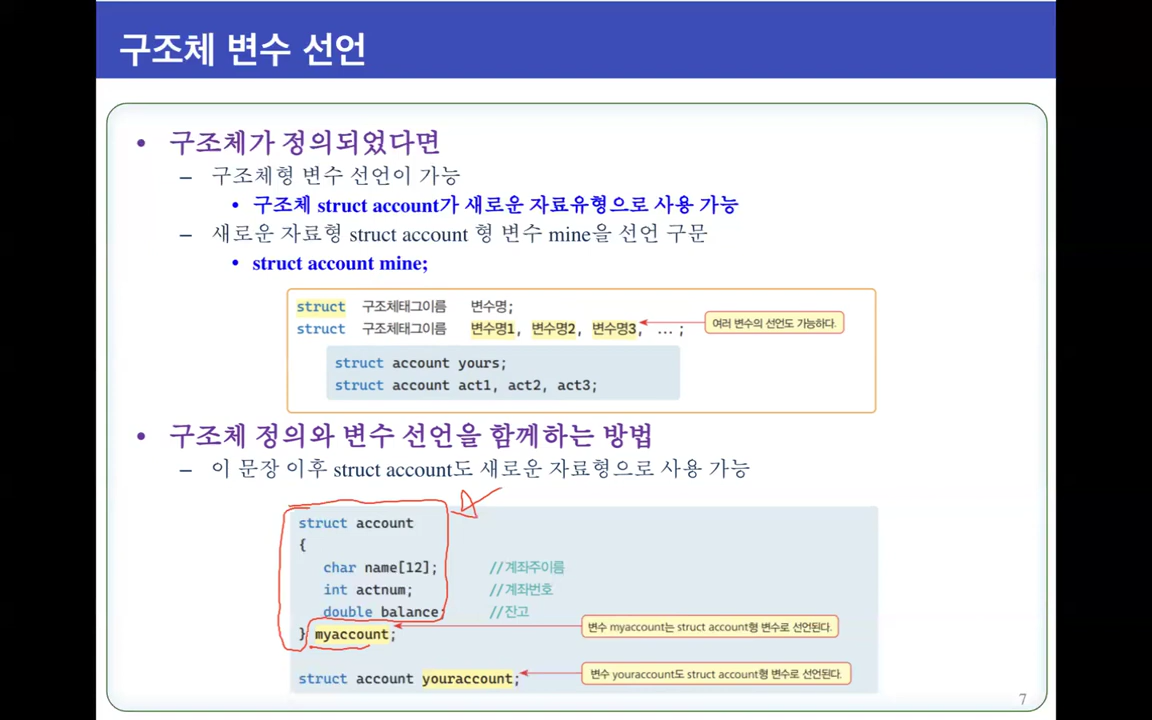 구조체 변수 선언
• 구조체가 정의되었다면
– 구조체형 변수 선언이 가능
• 구조체 struct account가 새로운 자료유형으로 사용 가능
– 새로운 자료형 struct account 형 변수 mine을 선언 구문
• struct account mine;
struct 구조체태그이름 변수명;
struct 구조체태그이름 변수명1, 변수명2, 변수명3, ... ;
여러 변수의 선언도 가능하다.
struct account yours;
struct account act1, act2, act3;
• 구조체 정의와 변수 선언을 함께하는 방법
– 이 문장 이후 struct account도 새로운 자료형으로 사용 가능
struct account
{
char name[12]; //계좌주이름
int actnum; //계좌번호
double balance; //잔고
} myaccount;
변수 myaccount는 struct account형 변수로 선언된다.
struct account youraccount;
변수 youraccount도 struct account형 변수로 선언된다.
7